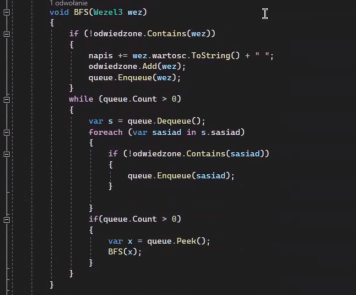 1 odwołanie
void BFS(Wezel3 wez)
{
if (!odwiedzone.Contains(wez))
{
napis += wez.wartosc.ToString() + " ";
odwiedzone.Add(wez);
queue.Enqueue(wez);
}
while (queue.Count > 0)
{
var s = queue.Dequeue();
foreach (var sasiad in s.sasiad)
{
if (!odwiedzone.Contains(sasiad))
{
queue.Enqueue(sasiad);
}
}
if(queue.Count > 0)
{
var x = queue.Peek();
BFS(x);
}
}
}